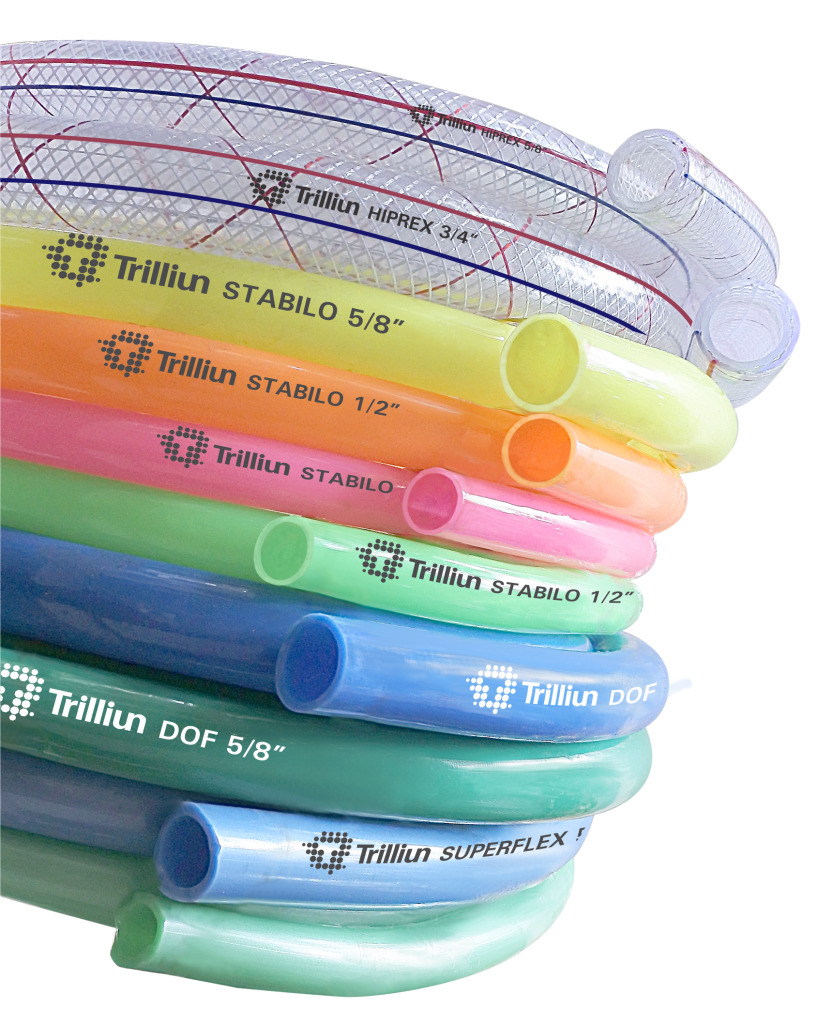 Trilliun HIPREX 5/8"
Trilliun HIPREX 3/4"
Trilliun STABILO 5/8"
Trilliun STABILO 1/2"
Trilliun STABILO
Trilliun STABILO 1/2"
Trilliun DOF
Trilliun DOF 5/8"
Trilliun SUPERFLEX